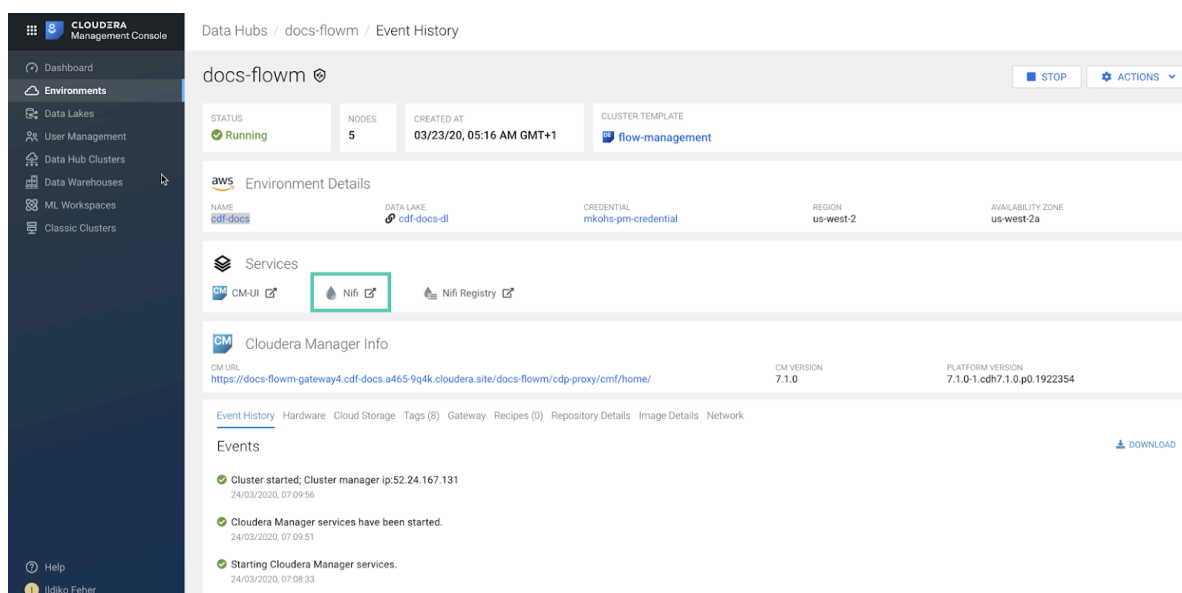 CLOUDERA
Management Console
Dashboard
Environments
Data Lakes
User Management
Data Hub Clusters
Data Warehouses
ML Workspaces
Classic Clusters
Help
Ildiko Feher
Data Hubs / docs-flowm / Event History
docs-flowm
STOP
ACTIONS
STATUS
Running
NODES
5
CREATED AT
03/23/20, 05:16 AM GMT+1
CLUSTER TEMPLATE
flow-management
aws Environment Details
NAME
cdf-docs
DATA LAKE
cdf-docs-dl
CREDENTIAL
mkohs-pm-credential
REGION
us-west-2
AVAILABILITY ZONE
us-west-2a
Services
CM CM-UI
Nifi
Nifi Registry
CM Cloudera Manager Info
CM URL
https://docs-flowm-gateway4.cdf-docs.a465-9q4k.cloudera.site/docs-flowm/cdp-proxy/cmf/home/
CM VERSION
7.1.0
PLATFORM VERSION
7.1.0-1.cdh7.1.0.p0.1922354
Event History Hardware Cloud Storage Tags (8) Gateway Recipes (0) Repository Details Image Details Network
Events
DOWNLOAD
Cluster started; Cluster manager ip:52.24.167.131
24/03/2020, 07:09:56
Cloudera Manager services have been started.
24/03/2020, 07:09:51
Starting Cloudera Manager services.
24/03/2020, 07:08:33